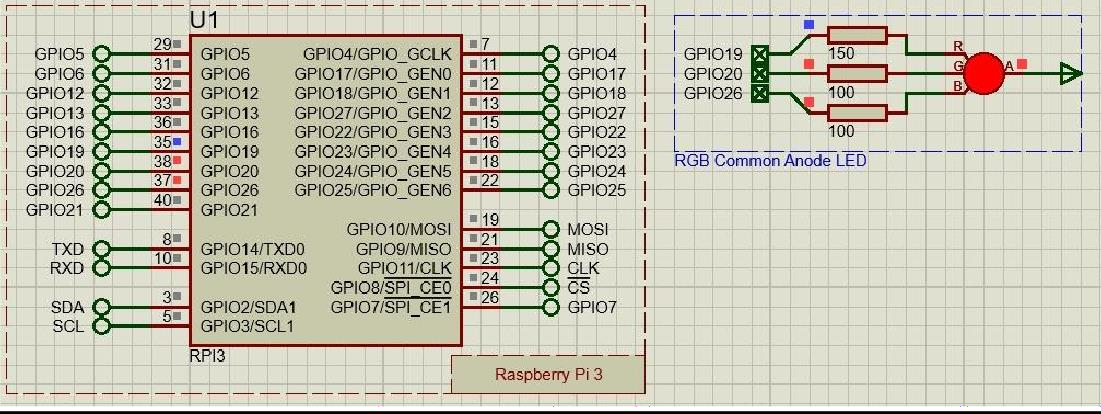 U1
GPIO5 29 GPIO5 GPIO4/GPIO_GCLK 7 GPIO4
GPIO6 31 GPIO6 GPIO17/GPIO_GEN0 11 GPIO17
GPIO12 32 GPIO12 GPIO18/GPIO_GEN1 12 GPIO18
GPIO13 33 GPIO13 GPIO27/GPIO_GEN2 13 GPIO27
GPIO16 36 GPIO16 GPIO22/GPIO_GEN3 15 GPIO22
GPIO19 35 GPIO19 GPIO23/GPIO_GEN4 16 GPIO23
GPIO20 38 GPIO20 GPIO24/GPIO_GEN5 18 GPIO24
GPIO26 37 GPIO26 GPIO25/GPIO_GEN6 22 GPIO25
GPIO21 40 GPIO21
GPIO10/MOSI 19 MOSI
TXD 8 GPIO14/TXD0 GPIO9/MISO 21 MISO
RXD 10 GPIO15/RXD0 GPIO11/CLK 23 CLK
GPIO8/SPI_CE0 24 CS
SDA 3 GPIO2/SDA1 GPIO7/SPI_CE1 26 GPIO7
SCL 5 GPIO3/SCL1
RPI3
Raspberry Pi 3
GPIO19 150 R
GPIO20 100 G A
GPIO26 100 B
RGB Common Anode LED